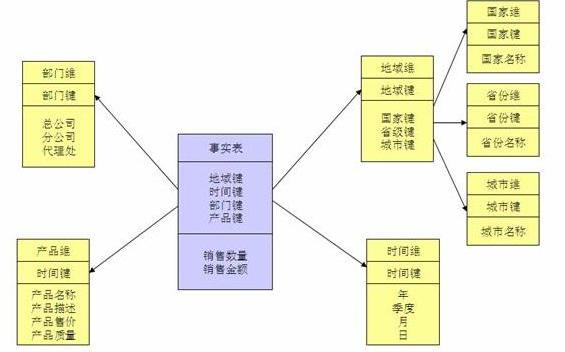 部门维
部门键
总公司
分公司
代理处
产品维
时间键
产品名称
产品描述
产品售价
产品质量
事实表
地域键
时间键
部门键
产品键
销售数量
销售金额
地域维
地域键
国家键
省级键
城市键
时间维
时间键
年
季度
月
日
国家维
国家键
国家名称
省份维
省份键
省份名称
城市维
城市键
城市名称